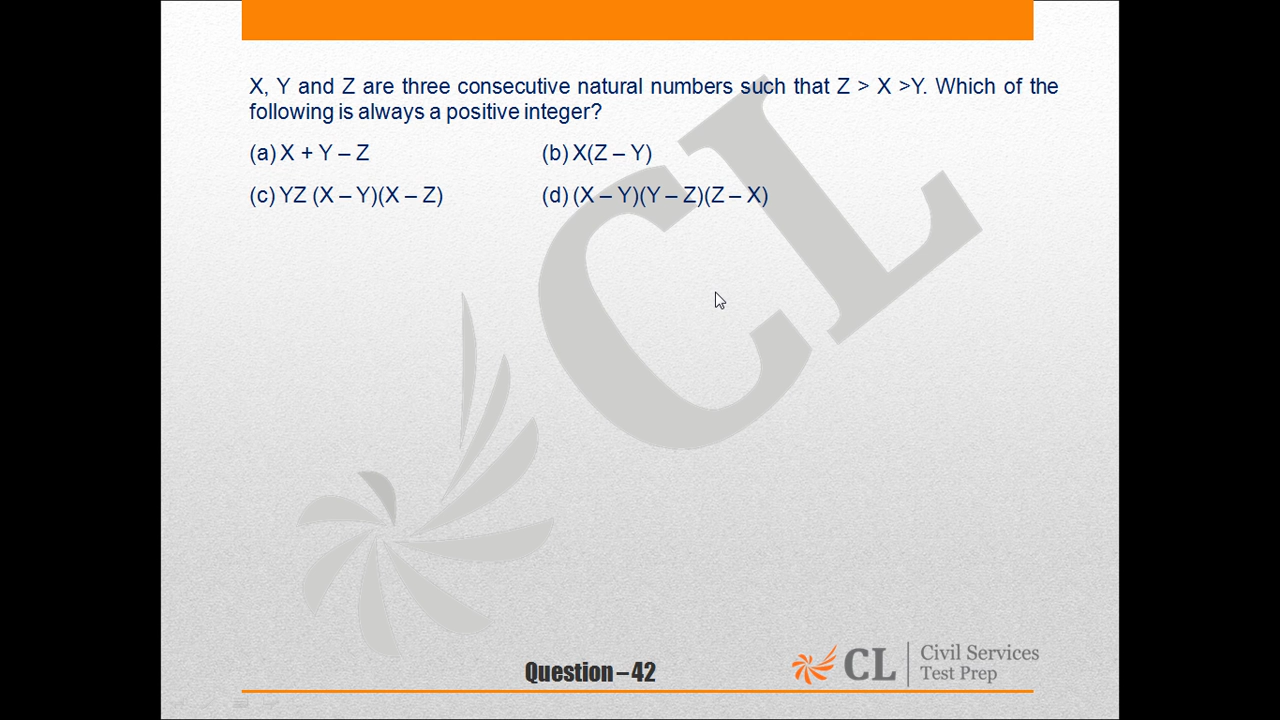 X, Y and Z are three consecutive natural numbers such that Z > X >Y. Which of the
following is always a positive integer?
(a) X + Y – Z (b) X(Z – Y)
(c) YZ (X – Y)(X – Z) (d) (X – Y)(Y – Z)(Z – X)
CL
Question – 42
CL Civil Services
Test Prep